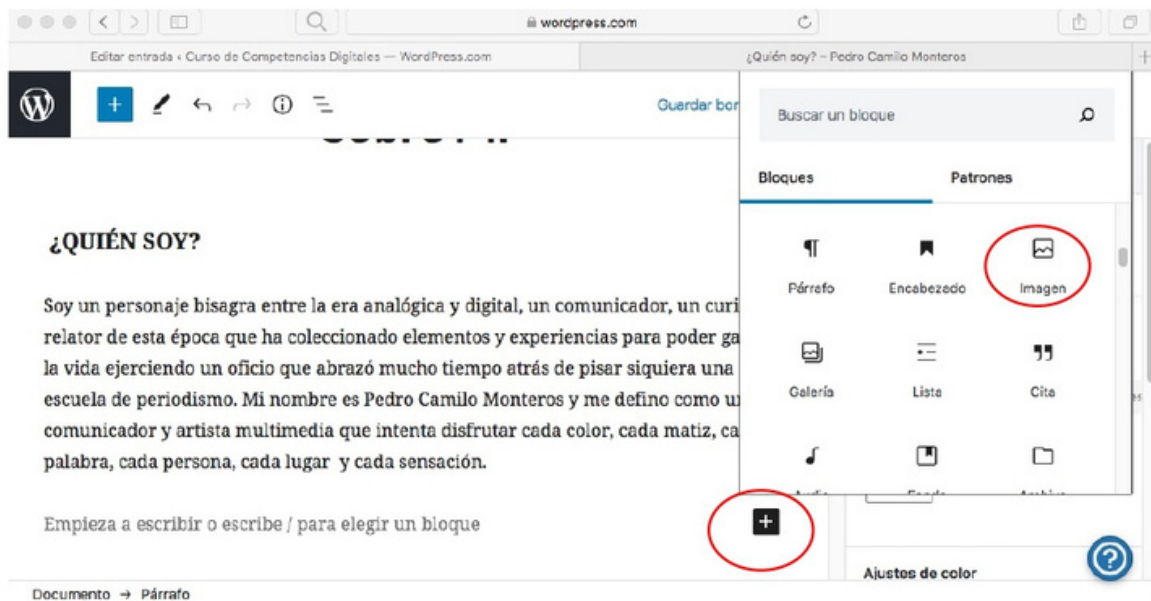 wordpress.com
Editar entrada ‹ Curso de Competencias Digitales — WordPress.com
¿Quién soy? – Pedro Camilo Monteros
Guardar bor
Buscar un bloque
Bloques
Patrones
¿QUIÉN SOY?
Párrafo
Encabezado
Imagen
Soy un personaje bisagra entre la era analógica y digital, un comunicador, un curi
relator de esta época que ha coleccionado elementos y experiencias para poder ga
la vida ejerciendo un oficio que abrazó mucho tiempo atrás de pisar siquiera una
escuela de periodismo. Mi nombre es Pedro Camilo Monteros y me defino como u
comunicador y artista multimedia que intenta disfrutar cada color, cada matiz, ca
palabra, cada persona, cada lugar y cada sensación.
Galería
Lista
Cita
Empieza a escribir o escribe / para elegir un bloque
Ajustes de color
Documento → Párrafo